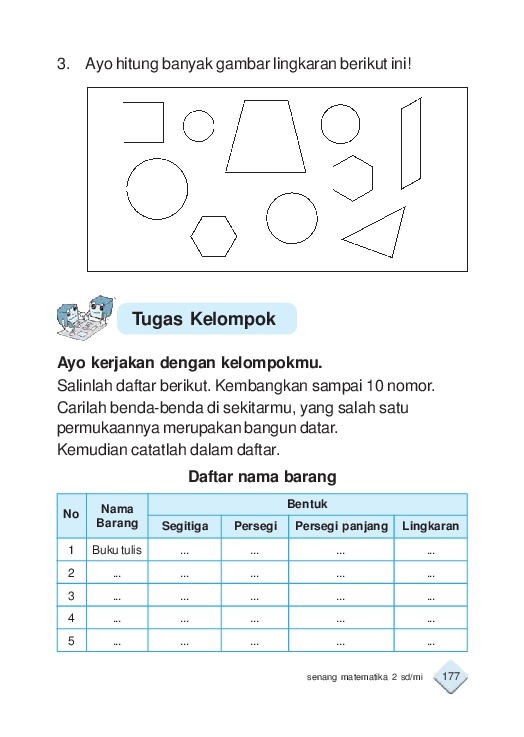 3. Ayo hitung banyak gambar lingkaran berikut ini!
Tugas Kelompok
Ayo kerjakan dengan kelompokmu.
Salinlah daftar berikut. Kembangkan sampai 10 nomor.
Carilah benda-benda di sekitarmu, yang salah satu
permukaannya merupakan bangun datar.
Kemudian catatlah dalam daftar.
Daftar nama barang
No Nama Barang Bentuk
Segitiga Persegi Persegi panjang Lingkaran
1 Buku tulis ... ... ... ...
2 ... ... ... ... ...
3 ... ... ... ... ...
4 ... ... ... ... ...
5 ... ... ... ... ...
senang matematika 2 sd/mi 177